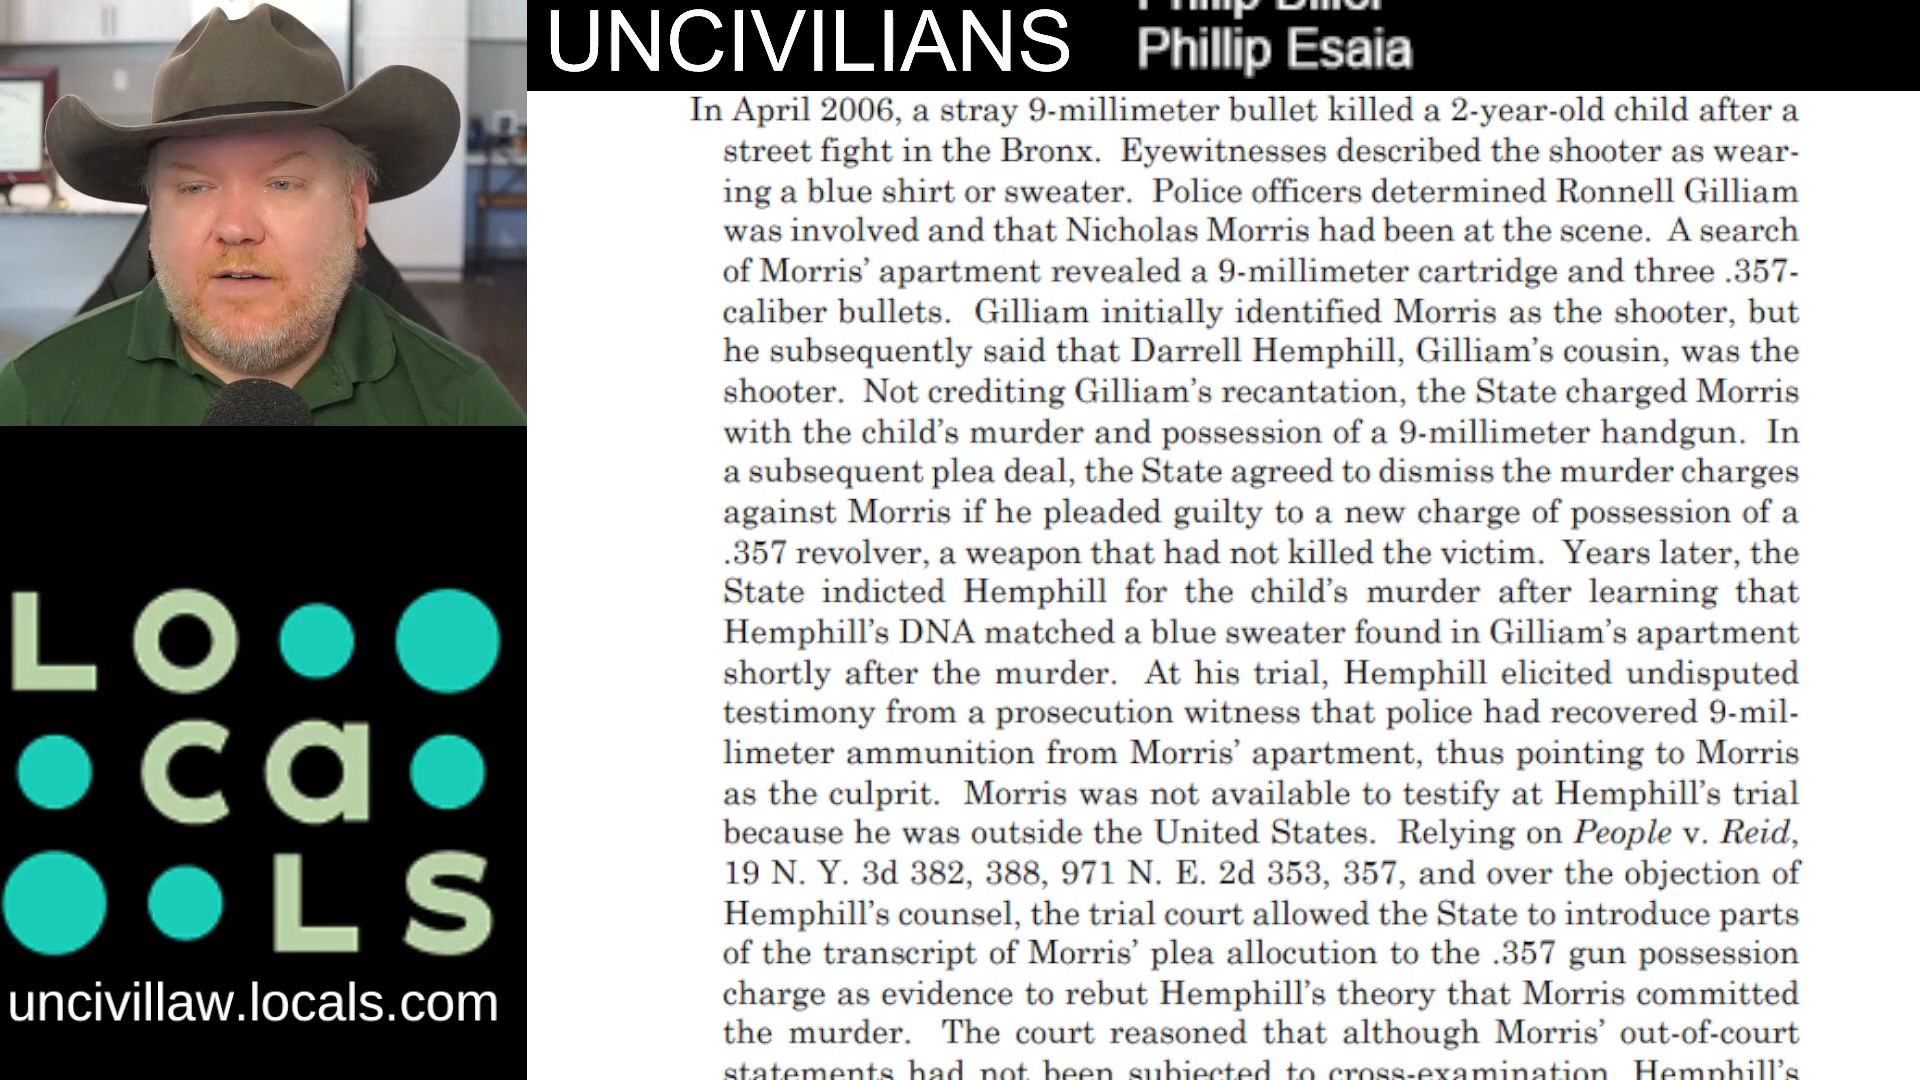 UNCIVILIANS
Phillip Esaia
In April 2006, a stray 9-millimeter bullet killed a 2-year-old child after a
street fight in the Bronx. Eyewitnesses described the shooter as wear-
ing a blue shirt or sweater. Police officers determined Ronnell Gilliam
was involved and that Nicholas Morris had been at the scene. A search
of Morris’ apartment revealed a 9-millimeter cartridge and three .357-
caliber bullets. Gilliam initially identified Morris as the shooter, but
he subsequently said that Darrell Hemphill, Gilliam’s cousin, was the
shooter. Not crediting Gilliam’s recantation, the State charged Morris
with the child’s murder and possession of a 9-millimeter handgun. In
a subsequent plea deal, the State agreed to dismiss the murder charges
against Morris if he pleaded guilty to a new charge of possession of a
.357 revolver, a weapon that had not killed the victim. Years later, the
State indicted Hemphill for the child’s murder after learning that
Hemphill’s DNA matched a blue sweater found in Gilliam’s apartment
shortly after the murder. At his trial, Hemphill elicited undisputed
testimony from a prosecution witness that police had recovered 9-mil-
limeter ammunition from Morris’ apartment, thus pointing to Morris
as the culprit. Morris was not available to testify at Hemphill’s trial
because he was outside the United States. Relying on People v. Reid,
19 N. Y. 3d 382, 388, 971 N. E. 2d 353, 357, and over the objection of
Hemphill’s counsel, the trial court allowed the State to introduce parts
of the transcript of Morris’ plea allocution to the .357 gun possession
charge as evidence to rebut Hemphill’s theory that Morris committed
the murder. The court reasoned that although Morris’ out-of-court
statements had not been subjected to cross-examination, Hemphill’s
LOcaLS
uncivillaw.locals.com